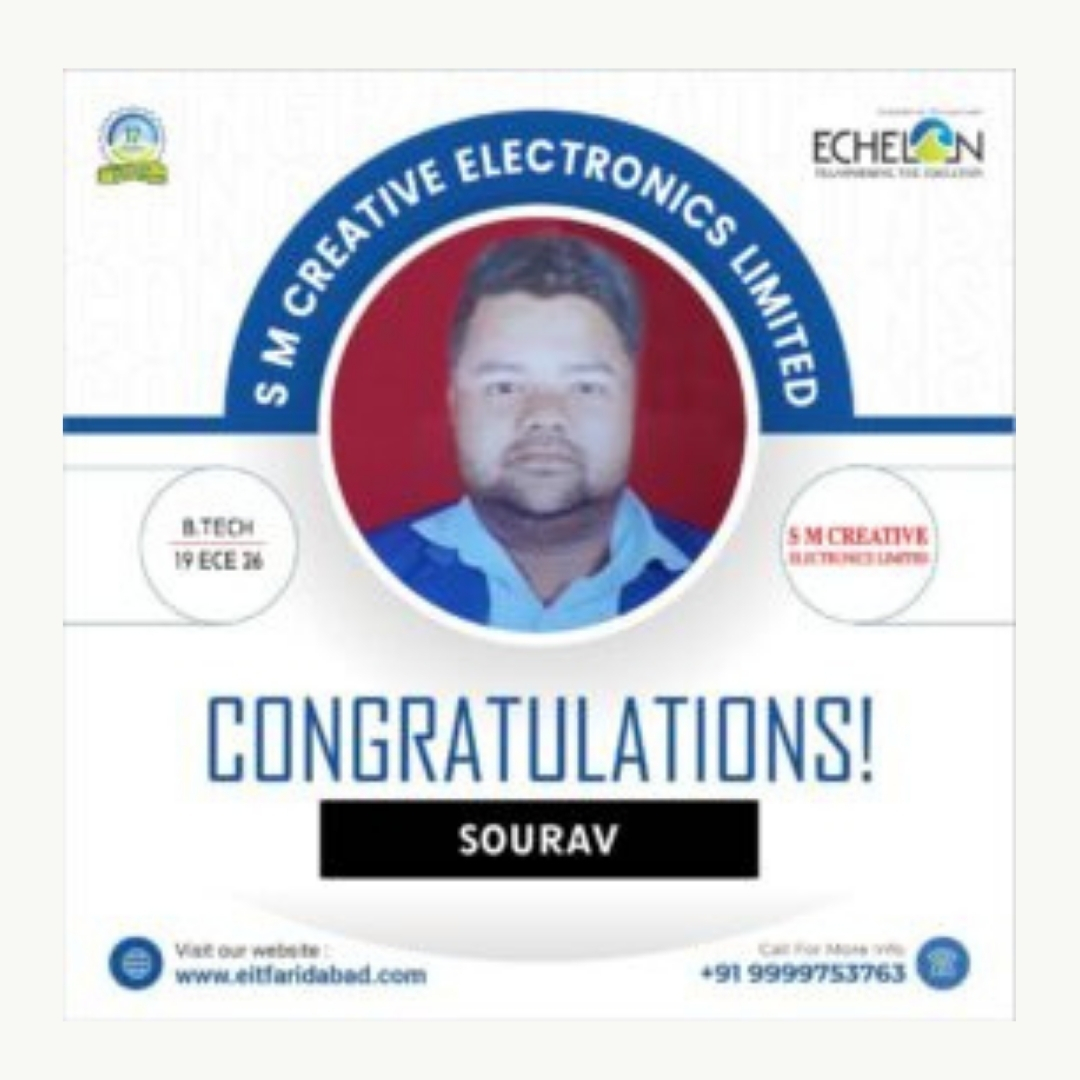 17
ECHELON
TRANSFORMING THE EDUCATION
S M CREATIVE ELECTRONICS LIMITED
B.TECH
19 ECE 26
S M CREATIVE
ELECTRONICS LIMITED
CONGRATULATIONS!
SOURAV
Visit our website :
www.eitfaridabad.com
Call For More Info
+91 9999753763